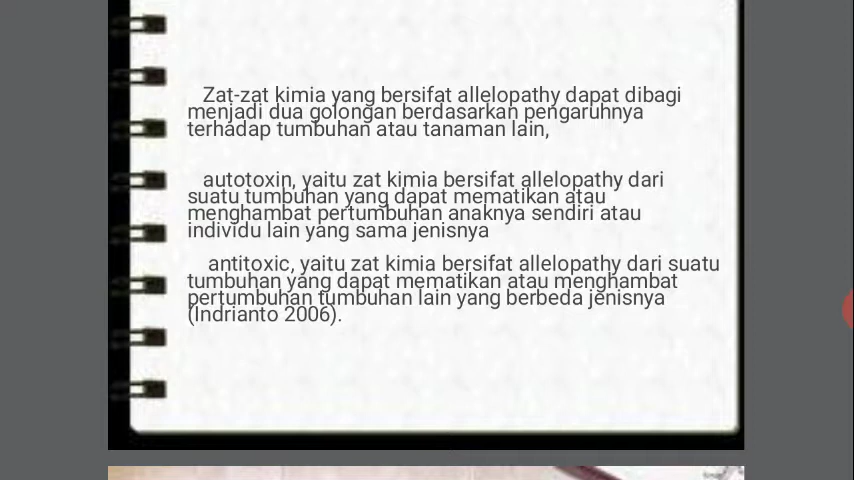 Zat-zat kimia yang bersifat allelopathy dapat dibagi
menjadi dua golongan berdasarkan pengaruhnya
terhadap tumbuhan atau tanaman lain,
autotoxin, yaitu zat kimia bersifat allelopathy dari
suatu tumbuhan yang dapat mematikan atau
menghambat pertumbuhan anaknya sendiri atau
individu lain yang sama jenisnya
antitoxic, yaitu zat kimia bersifat allelopathy dari suatu
tumbuhan yang dapat mematikan atau menghambat
pertumbuhan tumbuhan lain yang berbeda jenisnya
(Indrianto 2006).